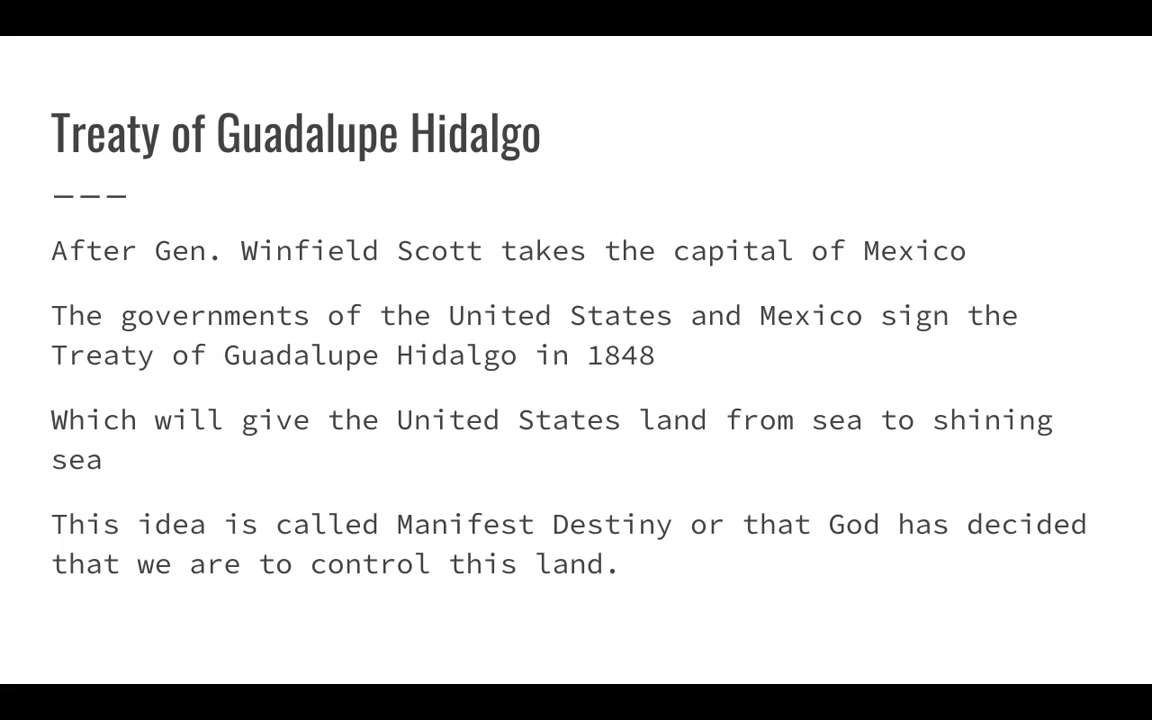 Treaty of Guadalupe Hidalgo
———
After Gen. Winfield Scott takes the capital of Mexico
The governments of the United States and Mexico sign the
Treaty of Guadalupe Hidalgo in 1848
Which will give the United States land from sea to shining
sea
This idea is called Manifest Destiny or that God has decided
that we are to control this land.